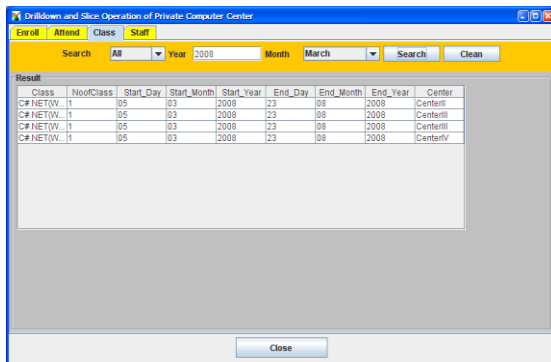 Drilldown and Slice Operation of Private Computer Center
Enroll Attend Class Staff
Search All Year 2008 Month March Search Clean
Result
Class NoofClass Start_Day Start_Month Start_Year End_Day End_Month End_Year Center
C#.NET(W... 1 05 03 2008 23 08 2008 CenterII
C#.NET(W... 1 05 03 2008 23 08 2008 CenterIII
C#.NET(W... 1 05 03 2008 23 08 2008 CenterIII
C#.NET(W... 1 05 03 2008 23 08 2008 CenterIV
Close